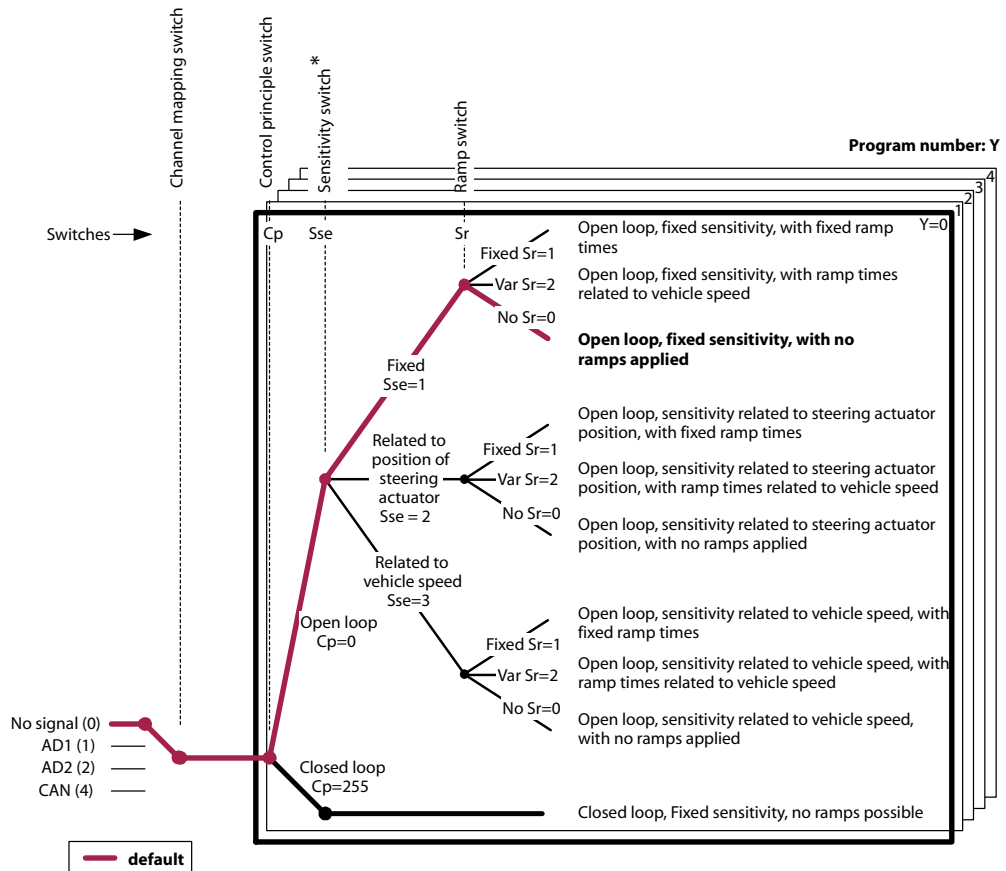 Channel mapping switch
Control principle switch
Sensitivity switch*
Ramp switch
Program number: Y
4
3
2
1
Y=0
Switches
Cp
Sse
Sr
Fixed Sr=1
Open loop, fixed sensitivity, with fixed ramp
times
Var Sr=2
Open loop, fixed sensitivity, with ramp times
related to vehicle speed
No Sr=0
Open loop, fixed sensitivity, with no
ramps applied
Fixed
Sse=1
Related to
position of
steering
actuator
Sse = 2
Fixed Sr=1
Open loop, sensitivity related to steering actuator
position, with fixed ramp times
Var Sr=2
Open loop, sensitivity related to steering actuator
position, with ramp times related to vehicle speed
No Sr=0
Open loop, sensitivity related to steering actuator
position, with no ramps applied
Related to
vehicle speed
Sse=3
Fixed Sr=1
Open loop, sensitivity related to vehicle speed, with
fixed ramp times
Var Sr=2
Open loop, sensitivity related to vehicle speed, with
ramp times related to vehicle speed
No Sr=0
Open loop, sensitivity related to vehicle speed,
with no ramps applied
Open loop
Cp=0
No signal (0)
AD1 (1)
AD2 (2)
CAN (4)
Closed loop
Cp=255
Closed loop, Fixed sensitivity, no ramps possible
default